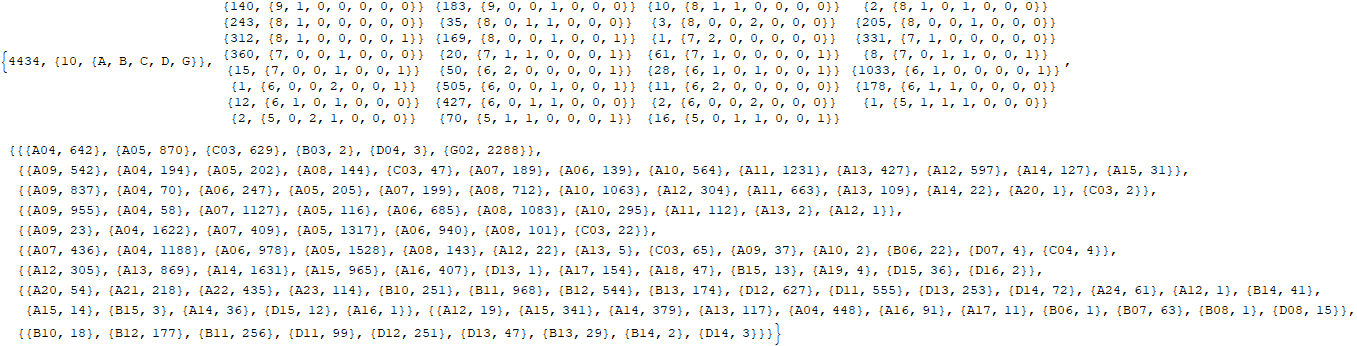 {140, {9, 1, 0, 0, 0, 0, 0}} {183, {9, 0, 0, 1, 0, 0, 0}} {10, {8, 1, 1, 0, 0, 0, 0}} {2, {8, 1, 0, 1, 0, 0, 0}}
{243, {8, 1, 0, 0, 0, 0, 0}} {35, {8, 0, 1, 1, 0, 0, 0}} {3, {8, 0, 0, 2, 0, 0, 0}} {205, {8, 0, 0, 1, 0, 0, 0}}
{312, {8, 1, 0, 0, 0, 0, 1}} {169, {8, 0, 0, 1, 0, 0, 1}} {1, {7, 2, 0, 0, 0, 0, 0}} {331, {7, 1, 0, 0, 0, 0, 0}}
{4434, {10, {A, B, C, D, G}}, {360, {7, 0, 0, 1, 0, 0, 0}} {20, {7, 1, 1, 0, 0, 0, 1}} {61, {7, 1, 0, 0, 0, 0, 1}} {8, {7, 0, 1, 1, 0, 0, 1}} ,
{15, {7, 0, 0, 1, 0, 0, 1}} {50, {6, 2, 0, 0, 0, 0, 1}} {28, {6, 1, 0, 1, 0, 0, 1}} {1033, {6, 1, 0, 0, 0, 0, 1}}
{1, {6, 0, 0, 2, 0, 0, 1}} {505, {6, 0, 0, 1, 0, 0, 1}} {11, {6, 2, 0, 0, 0, 0, 0}} {178, {6, 1, 1, 0, 0, 0, 0}}
{12, {6, 1, 0, 1, 0, 0, 0}} {427, {6, 0, 1, 1, 0, 0, 0}} {2, {6, 0, 0, 2, 0, 0, 0}} {1, {5, 1, 1, 1, 0, 0, 0}}
{2, {5, 0, 2, 1, 0, 0, 0}} {70, {5, 1, 1, 0, 0, 0, 1}} {16, {5, 0, 1, 1, 0, 0, 1}}
{{{{A04, 642}, {A05, 870}, {C03, 629}, {B03, 2}, {D04, 3}, {G02, 2288}},
{{A09, 542}, {A04, 194}, {A05, 202}, {A08, 144}, {C03, 47}, {A07, 189}, {A06, 139}, {A10, 564}, {A11, 1231}, {A13, 427}, {A12, 597}, {A14, 127}, {A15, 31}},
{{A09, 837}, {A04, 70}, {A06, 247}, {A05, 205}, {A07, 199}, {A08, 712}, {A10, 1063}, {A12, 304}, {A11, 663}, {A13, 109}, {A14, 22}, {A20, 1}, {C03, 2}},
{{A09, 955}, {A04, 58}, {A07, 1127}, {A05, 116}, {A06, 685}, {A08, 1083}, {A10, 295}, {A11, 112}, {A13, 2}, {A12, 1}},
{{A09, 23}, {A04, 1622}, {A07, 409}, {A05, 1317}, {A06, 940}, {A08, 101}, {C03, 22}},
{{A07, 436}, {A04, 1188}, {A06, 978}, {A05, 1528}, {A08, 143}, {A12, 22}, {A13, 5}, {C03, 65}, {A09, 37}, {A10, 2}, {B06, 22}, {D07, 4}, {C04, 4}},
{{A12, 305}, {A13, 869}, {A14, 1631}, {A15, 965}, {A16, 407}, {D13, 1}, {A17, 154}, {A18, 47}, {B15, 13}, {A19, 4}, {D15, 36}, {D16, 2}},
{{A20, 54}, {A21, 218}, {A22, 435}, {A23, 114}, {B10, 251}, {B11, 968}, {B12, 544}, {B13, 174}, {D12, 627}, {D11, 555}, {D13, 253}, {D14, 72}, {A24, 61}, {A12, 1}, {B14, 41},
{A15, 14}, {B15, 3}, {A14, 36}, {D15, 12}, {A16, 1}}, {{A12, 19}, {A15, 341}, {A14, 379}, {A13, 117}, {A04, 448}, {A16, 91}, {A17, 11}, {B06, 1}, {B07, 63}, {B08, 1}, {D08, 15}},
{{B10, 18}, {B12, 177}, {B11, 256}, {D11, 99}, {D12, 251}, {D13, 47}, {B13, 29}, {B14, 2}, {D14, 3}}}}